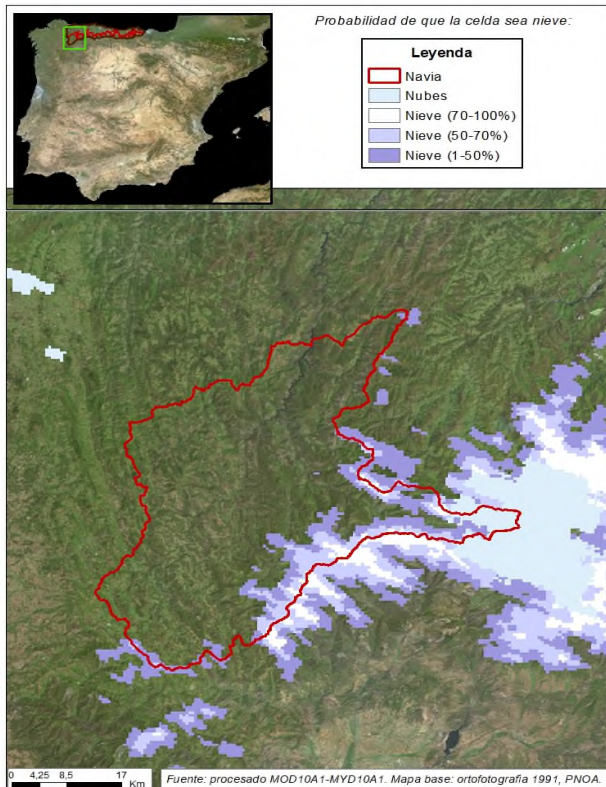 Probabilidad de que la celda sea nieve:
Leyenda
Navia
Nubes
Nieve (70-100%)
Nieve (50-70%)
Nieve (1-50%)
0 4,25 8,5 17
Km
Fuente: procesado MOD10A1-MYD10A1. Mapa base: ortofotografia 1991, PNOA.